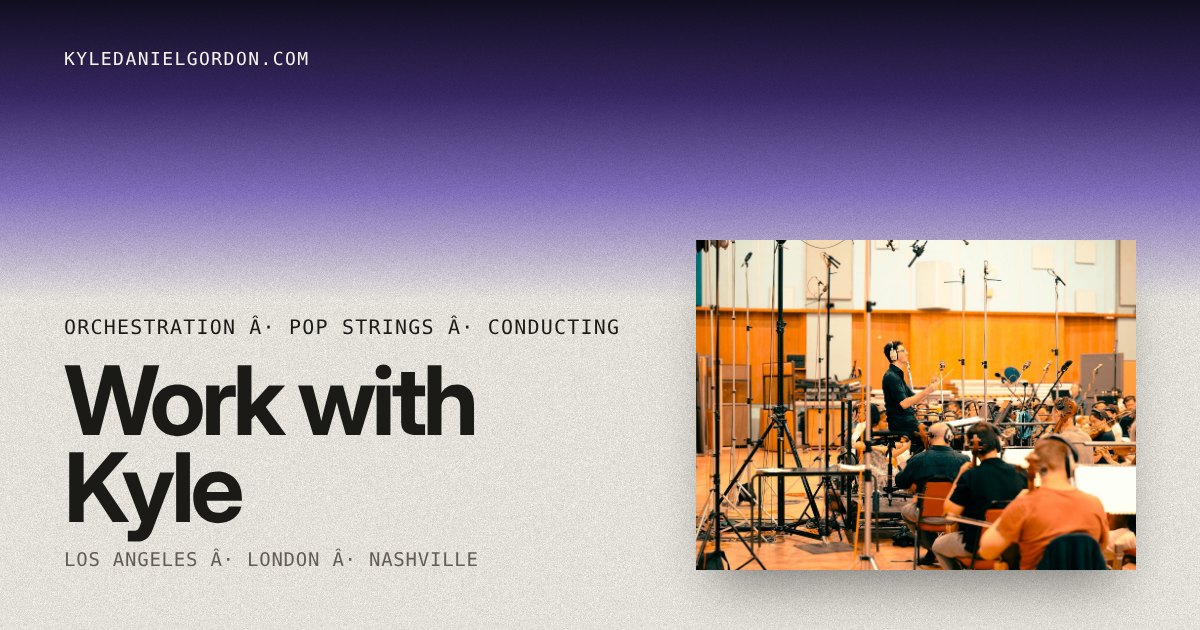 KYLEDANIELGORDON.COM
ORCHESTRATION Â· POP STRINGS Â· CONDUCTING
Work with
Kyle
LOS ANGELES Â· LONDON Â· NASHVILLE